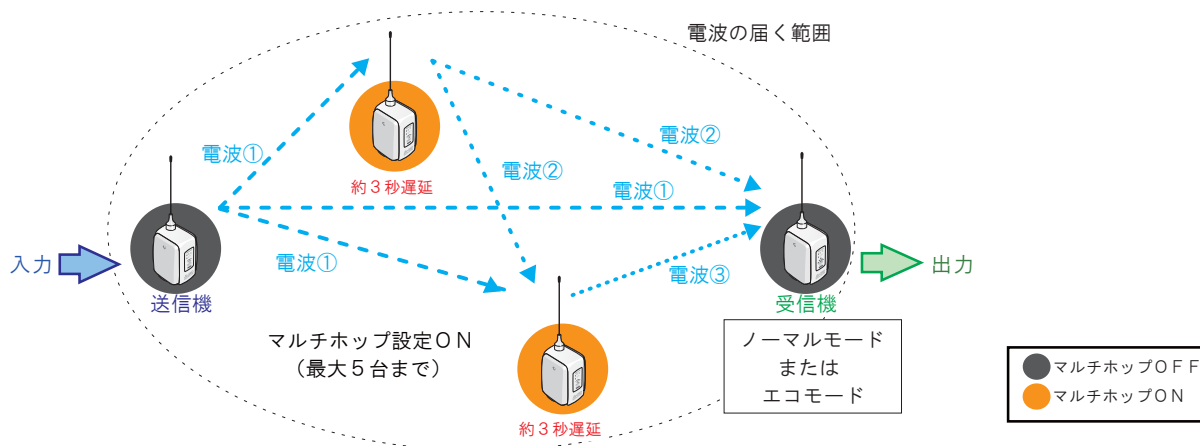 電波の届く範囲
電波①
電波②
電波②
約３秒遅延
電波①
入力
電波①
電波③
出力
送信機
受信機
マルチホップ設定ＯＮ
（最大５台まで）
ノーマルモード
または
エコモード
約３秒遅延
マルチホップＯＦＦ
マルチホップＯＮ